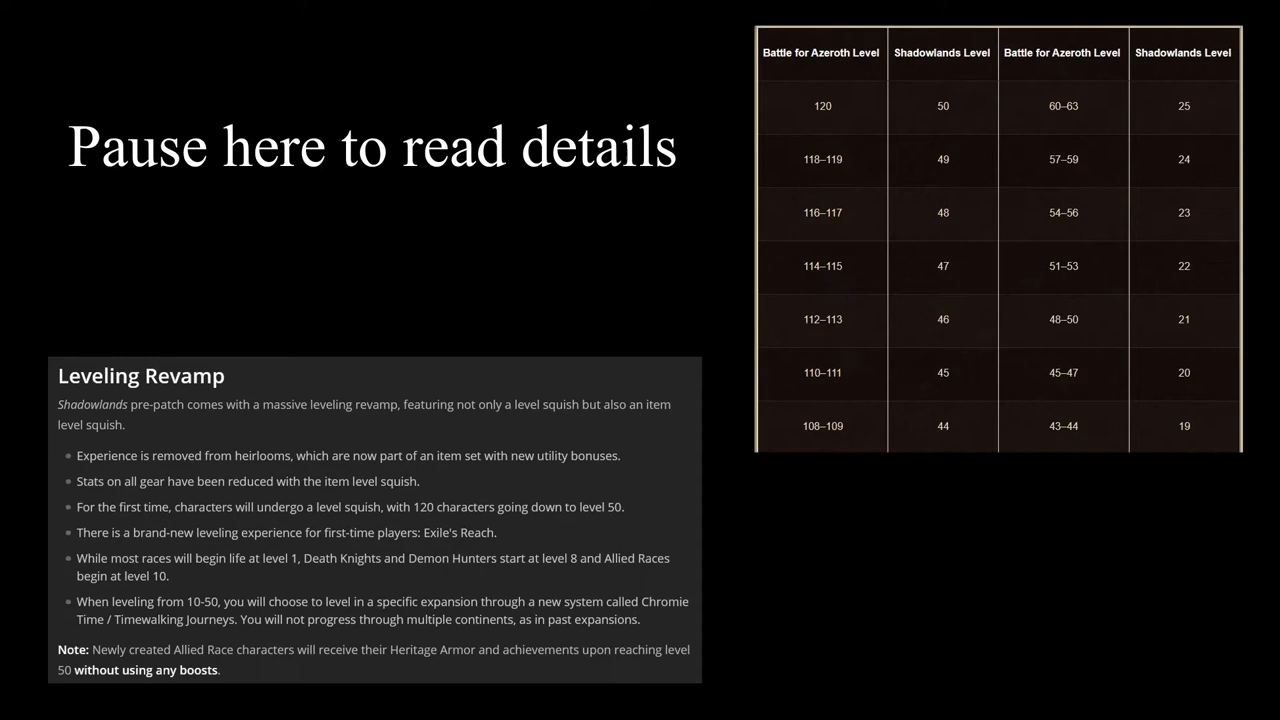 Pause here to read details
Battle for Azeroth Level Shadowlands Level Battle for Azeroth Level Shadowlands Level
120 50 60–63 25
118–119 49 57–59 24
116–117 48 54–56 23
114–115 47 51–53 22
112–113 46 48–50 21
110–111 45 45–47 20
108–109 44 43–44 19
Leveling Revamp
Shadowlands pre-patch comes with a massive leveling revamp, featuring not only a level squish but also an item
level squish.
Experience is removed from heirlooms, which are now part of an item set with new utility bonuses.
Stats on all gear have been reduced with the item level squish.
For the first time, characters will undergo a level squish, with 120 characters going down to level 50.
There is a brand-new leveling experience for first-time players: Exile's Reach.
While most races will begin life at level 1, Death Knights and Demon Hunters start at level 8 and Allied Races
begin at level 10.
When leveling from 10-50, you will choose to level in a specific expansion through a new system called Chromie
Time / Timewalking Journeys. You will not progress through multiple continents, as in past expansions.
Note: Newly created Allied Race characters will receive their Heritage Armor and achievements upon reaching level
50 without using any boosts.